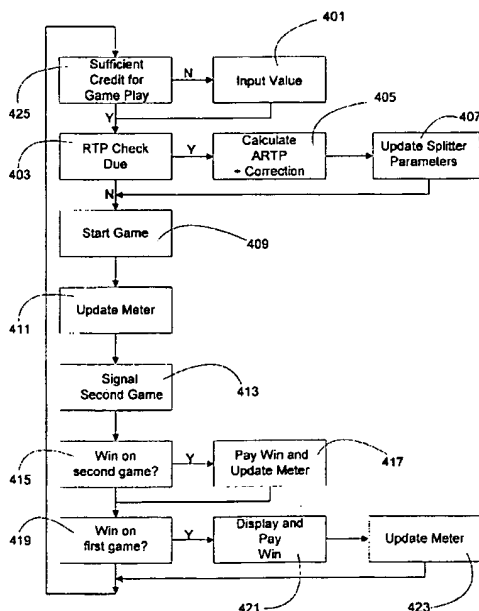 401
Sufficient
Credit for
Game Play
N
Input Value
425
Y
405
407
RTP Check
Due
Y
Calculate
ARTP
+ Correction
Update Splitter
Parameters
403
N
Start Game
409
Update Meter
411
Signal
Second Game
413
Win on
second game?
Y
Pay Win and
Update Meter
417
415
Win on
first game?
Y
Display and
Pay
Win
Update Meter
419
421
423